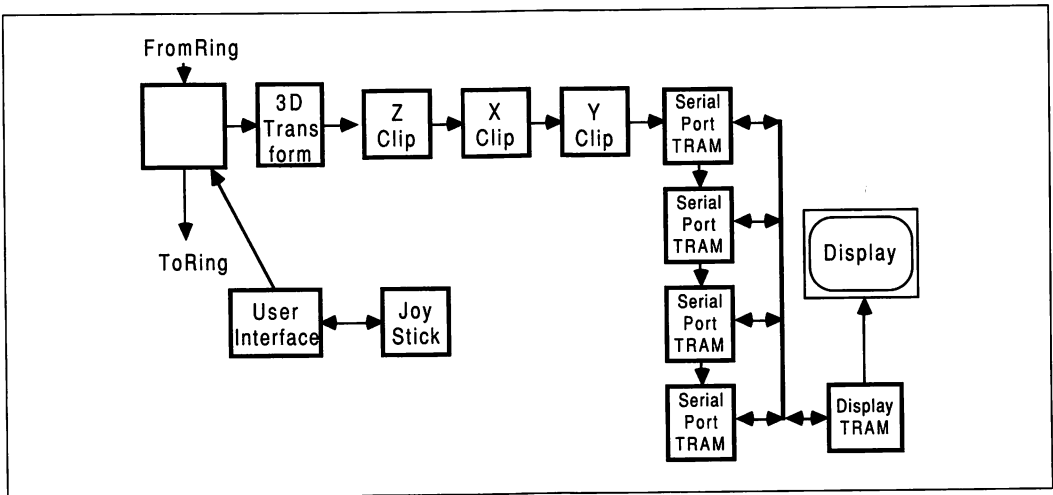 FromRing
3D
Trans
form
Z
Clip
X
Clip
Y
Clip
Serial
Port
TRAM
Serial
Port
TRAM
Display
ToRing
User
Interface
Joy
Stick
Serial
Port
TRAM
Serial
Port
TRAM
Display
TRAM